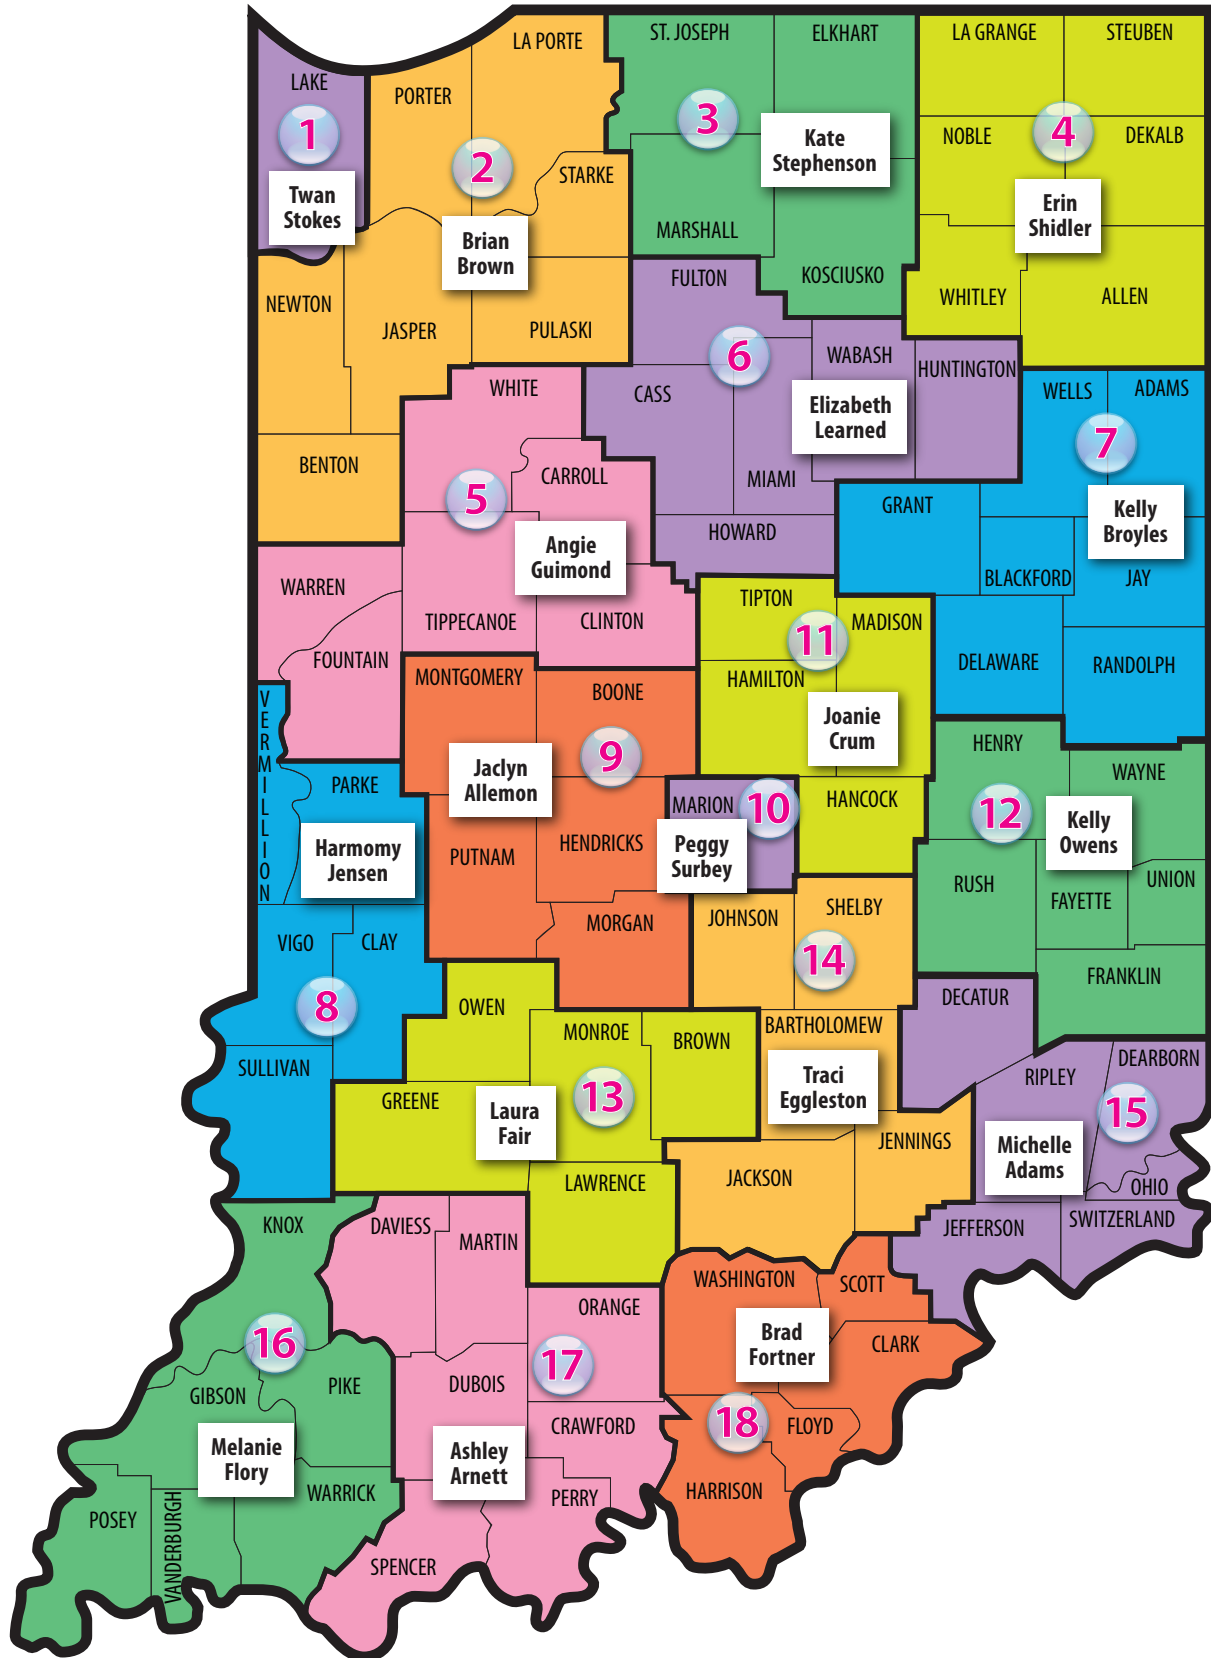 LAKE
1
Twan
Stokes
PORTER
LA PORTE
2
STARKE
Brian
Brown
NEWTON
JASPER
PULASKI
BENTON
ST. JOSEPH
ELKHART
3
Kate
Stephenson
MARSHALL
KOSCIUSKO
LA GRANGE
STEUBEN
NOBLE
4
DEKALB
Erin
Shidler
WHITLEY
ALLEN
WHITE
CARROLL
5
Angie
Guimond
WARREN
TIPPECANOE
CLINTON
FOUNTAIN
FULTON
6
WABASH
HUNTINGTON
CASS
Elizabeth
Learned
MIAMI
HOWARD
WELLS
ADAMS
7
GRANT
Kelly
Broyles
BLACKFORD
JAY
DELAWARE
RANDOLPH
VERMILLION
PARKE
Harmomy
Jensen
VIGO
CLAY
8
SULLIVAN
MONTGOMERY
BOONE
9
Jaclyn
Allemon
PUTNAM
HENDRICKS
MORGAN
MARION
10
Peggy
Surbey
TIPTON
11
MADISON
HAMILTON
Joanie
Crum
HANCOCK
HENRY
WAYNE
12
Kelly
Owens
RUSH
FAYETTE
UNION
FRANKLIN
OWEN
MONROE
BROWN
GREENE
Laura
Fair
13
LAWRENCE
JOHNSON
SHELBY
14
BARTHOLOMEW
Traci
Eggleston
JENNINGS
JACKSON
DECATUR
RIPLEY
DEARBORN
15
Michelle
Adams
OHIO
JEFFERSON
SWITZERLAND
KNOX
16
GIBSON
PIKE
Melanie
Flory
POSEY
VANDERBURGH
WARRICK
DAVIESS
MARTIN
ORANGE
17
DUBOIS
CRAWFORD
Ashley
Arnett
PERRY
SPENCER
WASHINGTON
SCOTT
Brad
Fortner
CLARK
18
FLOYD
HARRISON